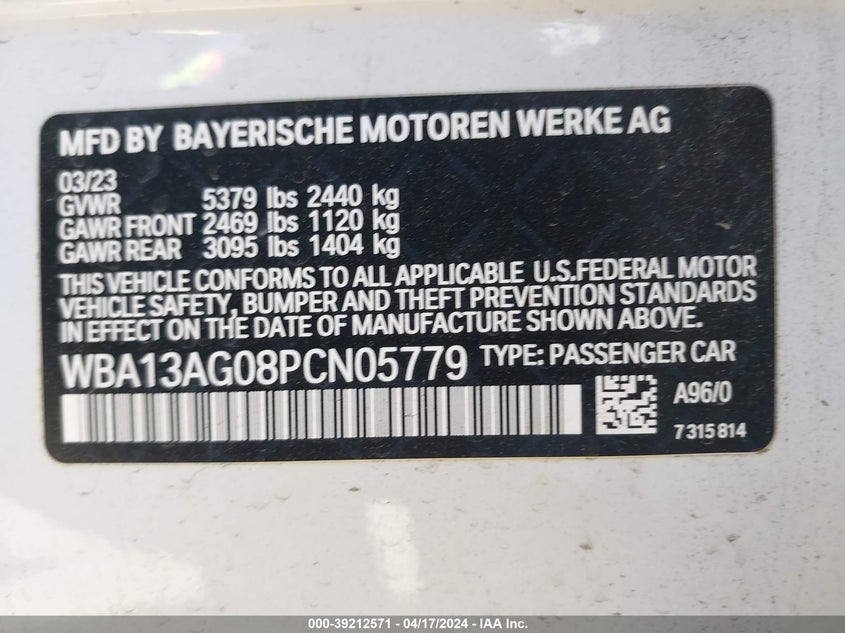 MFD BY BAYERISCHE MOTOREN WERKE AG
03/23
GVWR 5379 lbs 2440 kg
GAWR FRONT 2469 lbs 1120 kg
GAWR REAR 3095 lbs 1404 kg
THIS VEHICLE CONFORMS TO ALL APPLICABLE U.S.FEDERAL MOTOR
VEHICLE SAFETY, BUMPER AND THEFT PREVENTION STANDARDS
IN EFFECT ON THE DATE OF MANUFACTURE SHOWN ABOVE.
WBA13AG08PCN05779 TYPE: PASSENGER CAR
A96/0
7315814
000-39212571 - 04/17/2024 - IAA Inc.